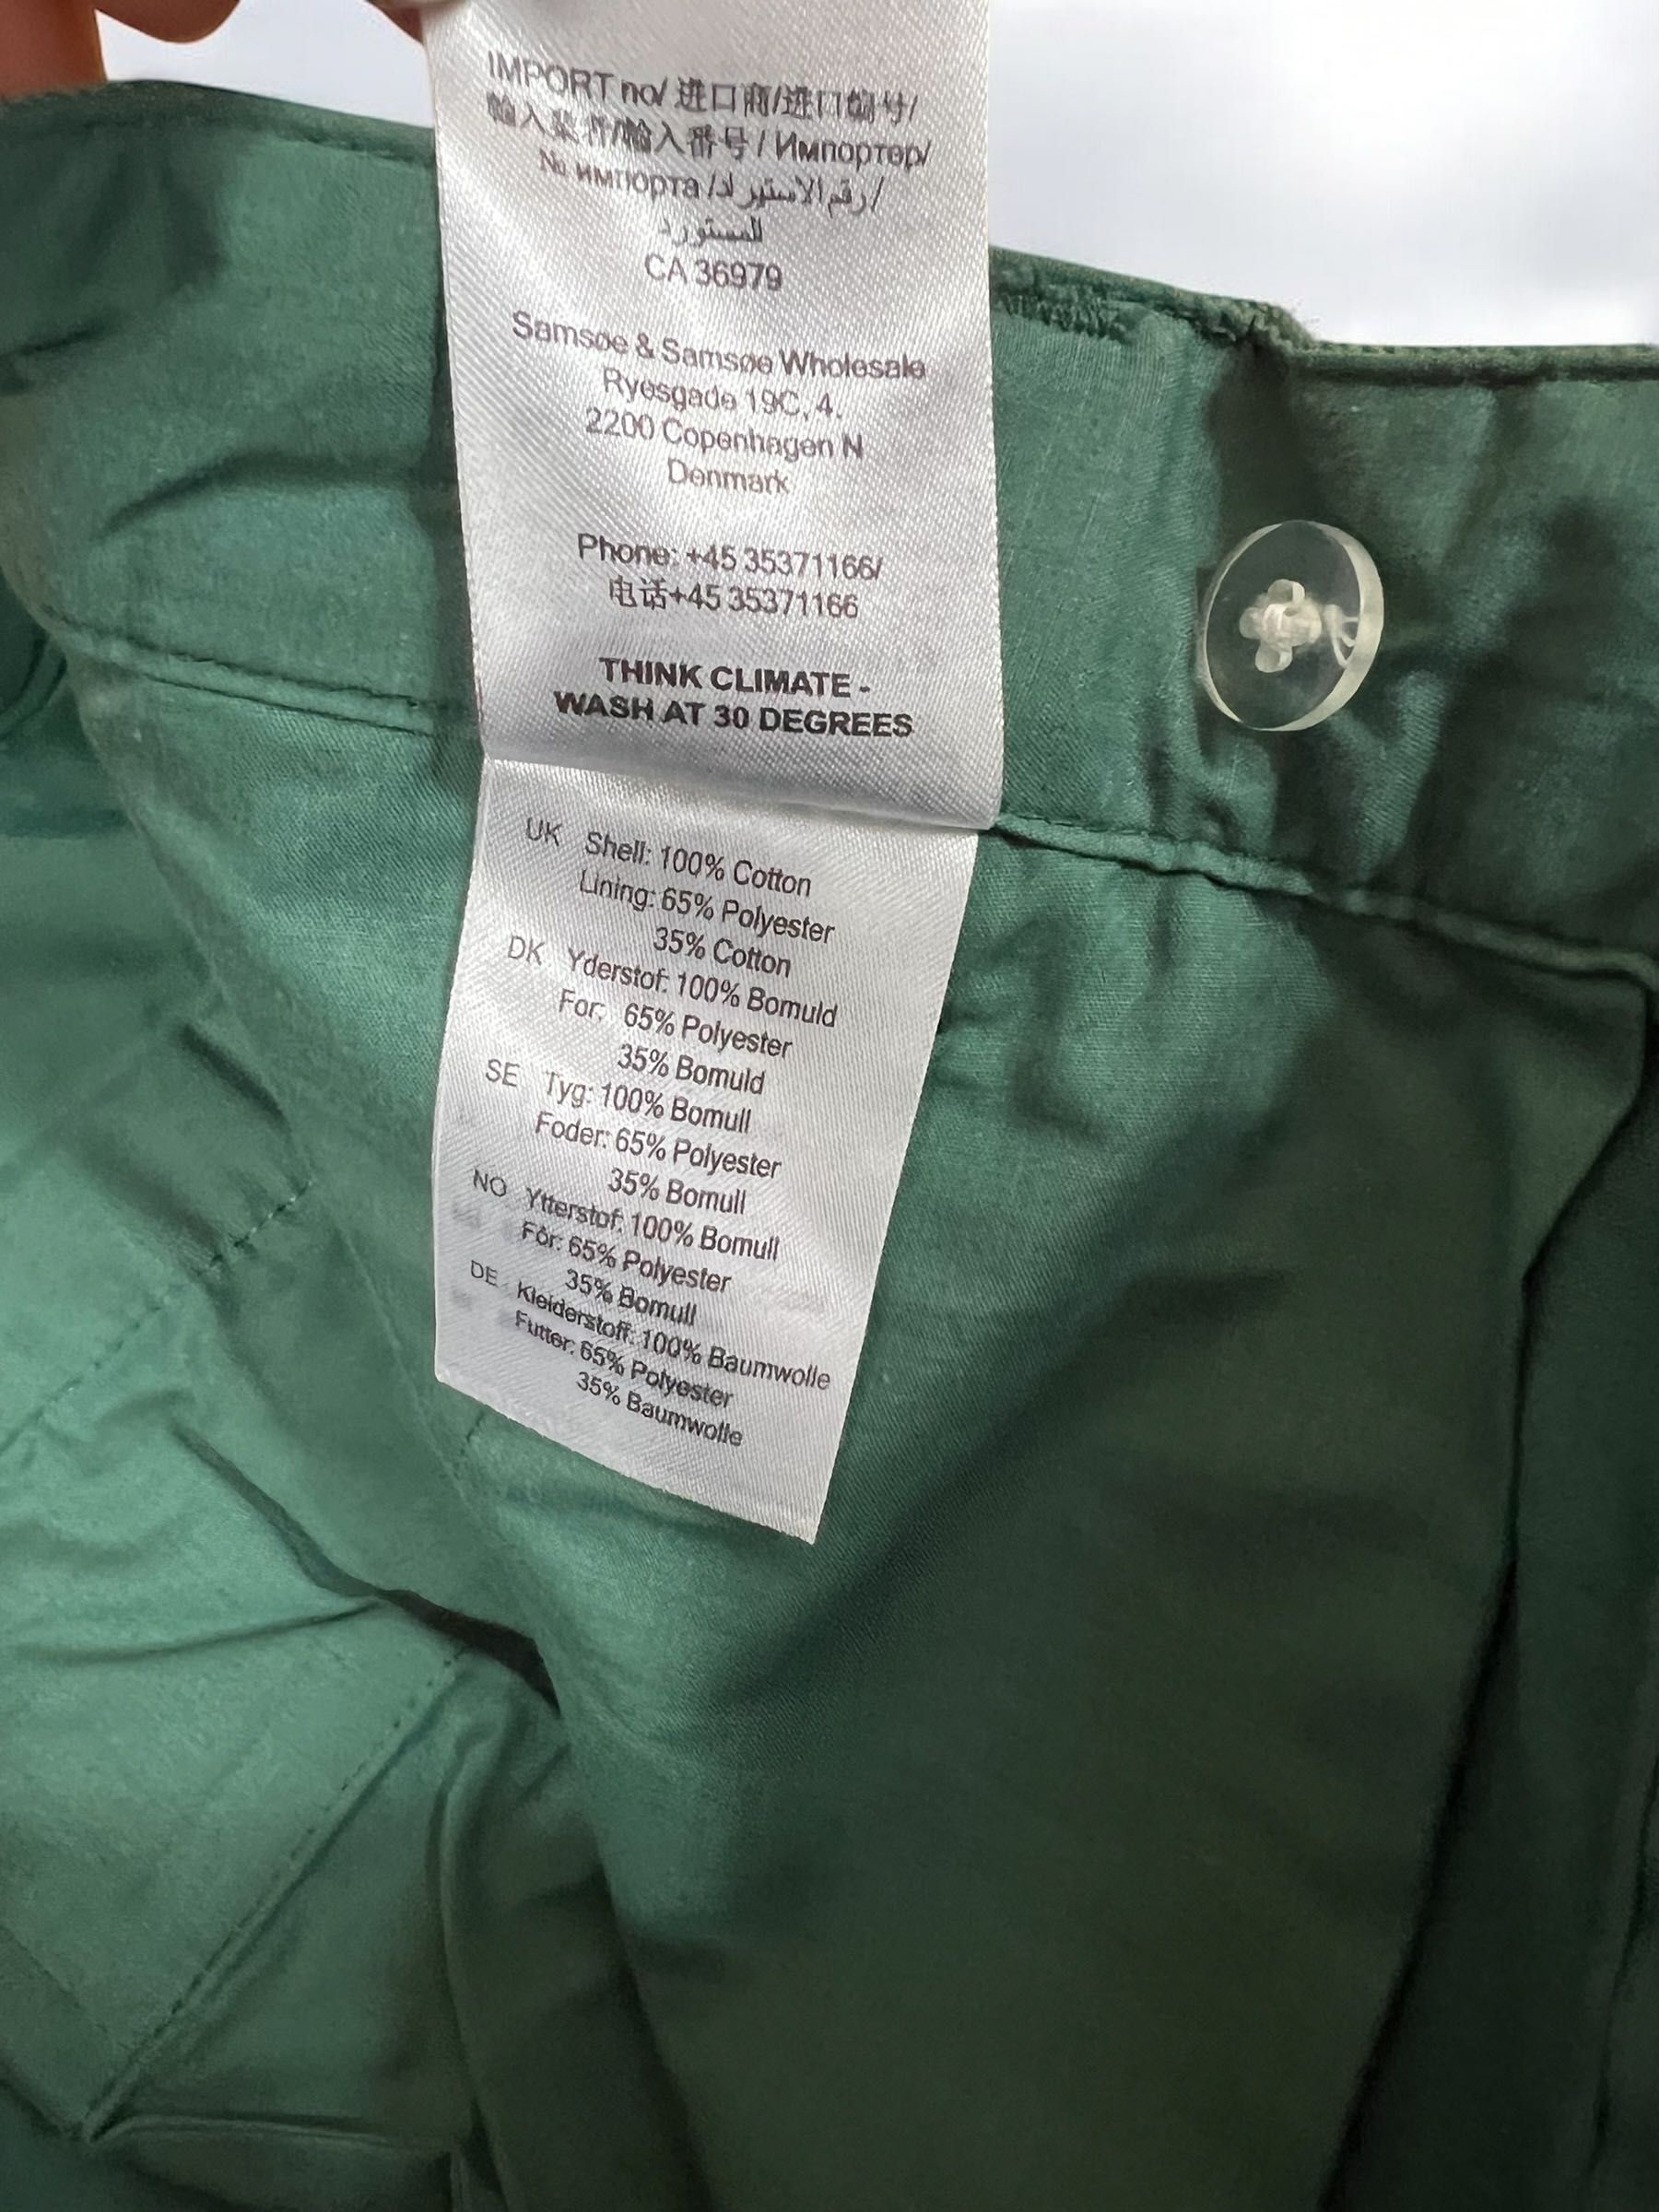 IMPORT no/ 进口商/进口编号/
輸入業者/輸入番号/ Импортер/
№ импорта /رقم الاستيراد/
المستورد
CA 36979
Samsøe & Samsøe Wholesale
Ryesgade 19C, 4.
2200 Copenhagen N
Denmark
Phone: +45 35371166/
电话+45 35371166
THINK CLIMATE -
WASH AT 30 DEGREES
UK Shell: 100% Cotton
Lining: 65% Polyester
35% Cotton
DK Yderstof: 100% Bomuld
For: 65% Polyester
35% Bomuld
SE Tyg: 100% Bomull
Foder: 65% Polyester
35% Bomull
NO Ytterstof: 100% Bomull
Fôr: 65% Polyester
35% Bomull
DE Kleiderstoff: 100% Baumwolle
Futter: 65% Polyester
35% Baumwolle